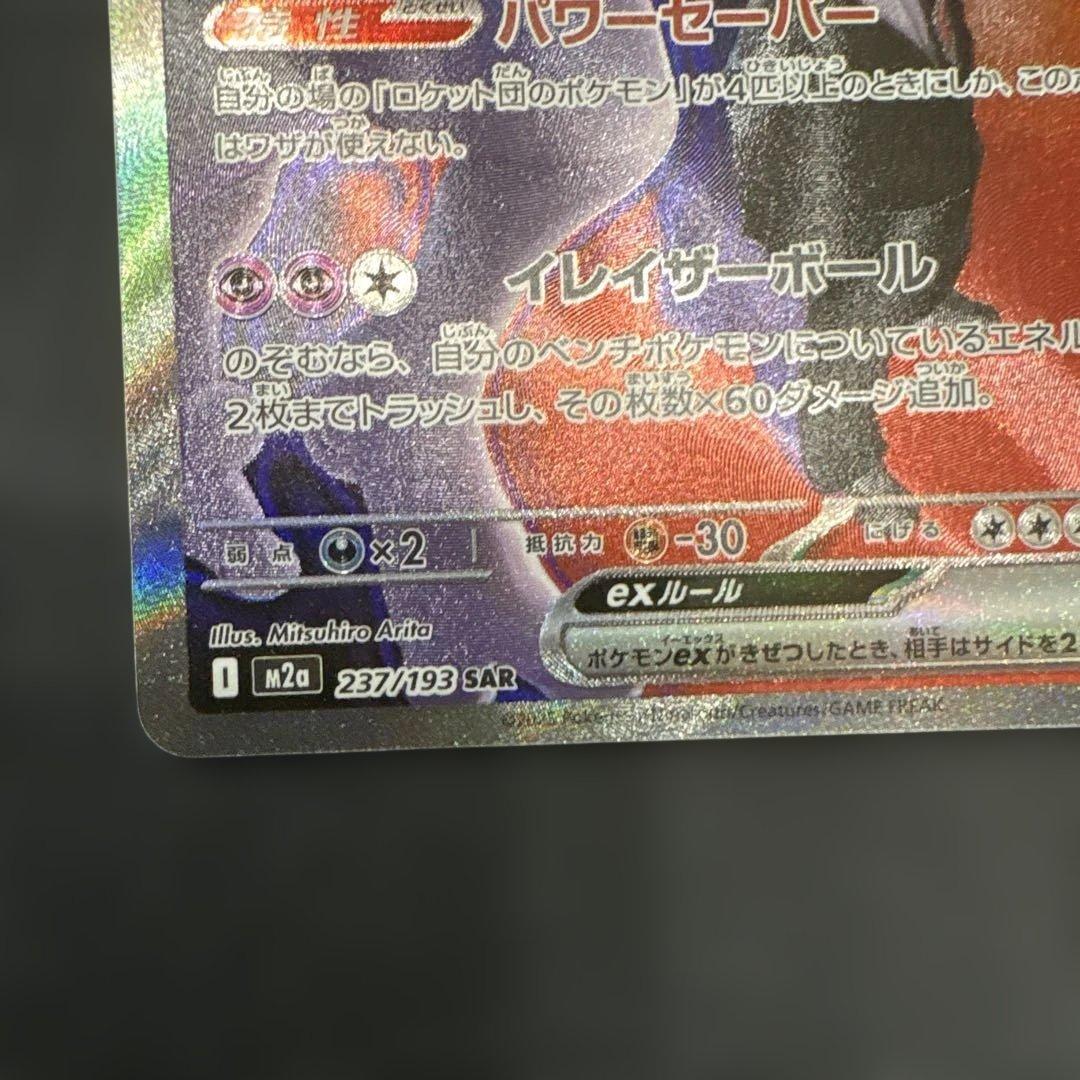 特性 とくせい パワーセーバー
自分の場の「ロケット団のポケモン」が4匹以上のときにしか、この
はワザが使えない。
イレイザーボール
のぞむなら、自分のベンチポケモンについているエネル
2枚までトラッシュし、その枚数×60ダメージ追加。
弱点 ×2 抵抗力 -30 にげる
exルール
ポケモンexがきぜつしたとき、相手はサイドを2
Illus. Mitsuhiro Arita
I M2a 237/193 SAR
/Creatures/GAME FREAK